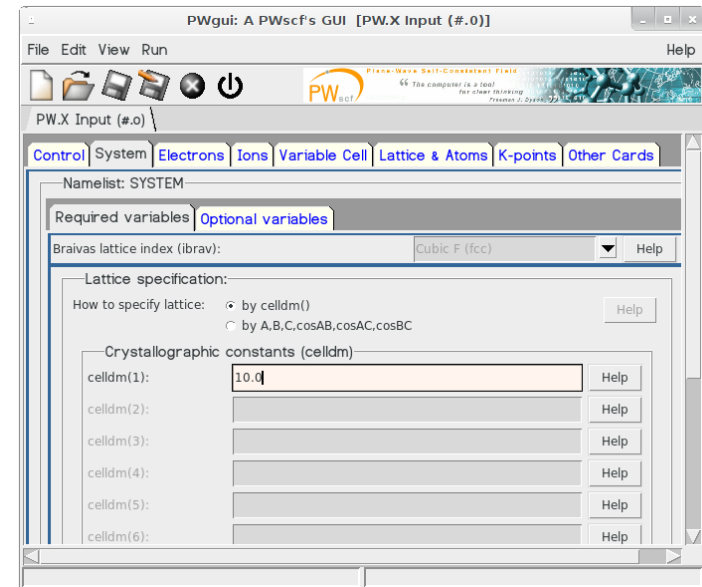 PWgui: A PWscf's GUI [PW.X Input (#.0)]
File Edit View Run Help
Plane-Wave Self-Consistent Field
PWscf
“ The computer is a tool
for clear thinking
Freeman J. Dyson ”
PW.X Input (#.0)
Control System Electrons Ions Variable Cell Lattice & Atoms K-points Other Cards
Namelist: SYSTEM
Required variables Optional variables
Braivas lattice index (ibrav): Cubic F (fcc) Help
Lattice specification:
How to specify lattice: by celldm() Help
by A,B,C,cosAB,cosAC,cosBC
Crystallographic constants (celldm)
celldm(1): 10.0 Help
celldm(2): Help
celldm(3): Help
celldm(4): Help
celldm(5): Help
celldm(6): Help